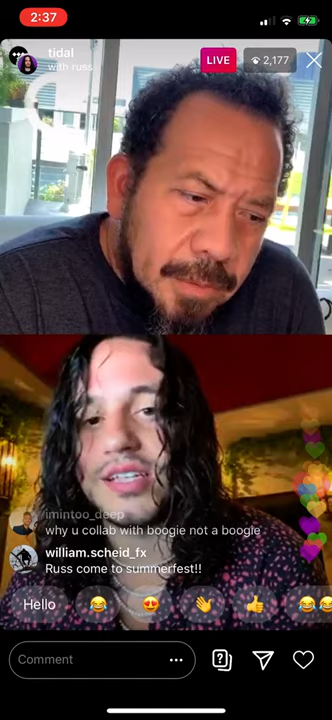 2:37
tidal
with russ
LIVE
2,177
imintoo_deep
why u collab with boogie not a boogie
william.scheid_fx
Russ come to summerfest!!
Hello
Comment